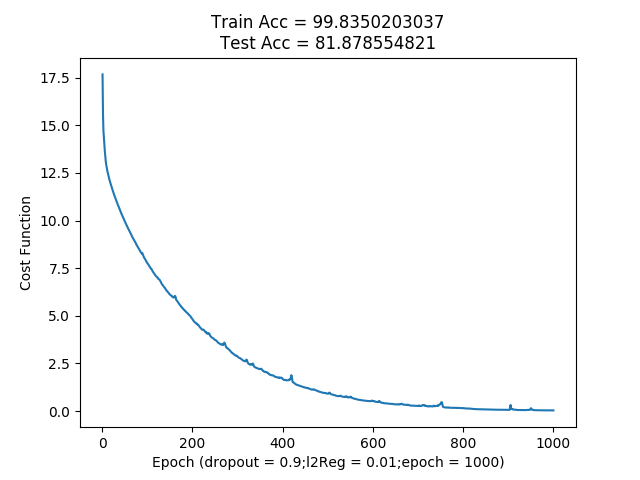 Train Acc = 99.8350203037
Test Acc = 81.878554821
17.5
15.0
12.5
10.0
7.5
5.0
2.5
0.0
Cost Function
0 200 400 600 800 1000
Epoch (dropout = 0.9;l2Reg = 0.01;epoch = 1000)